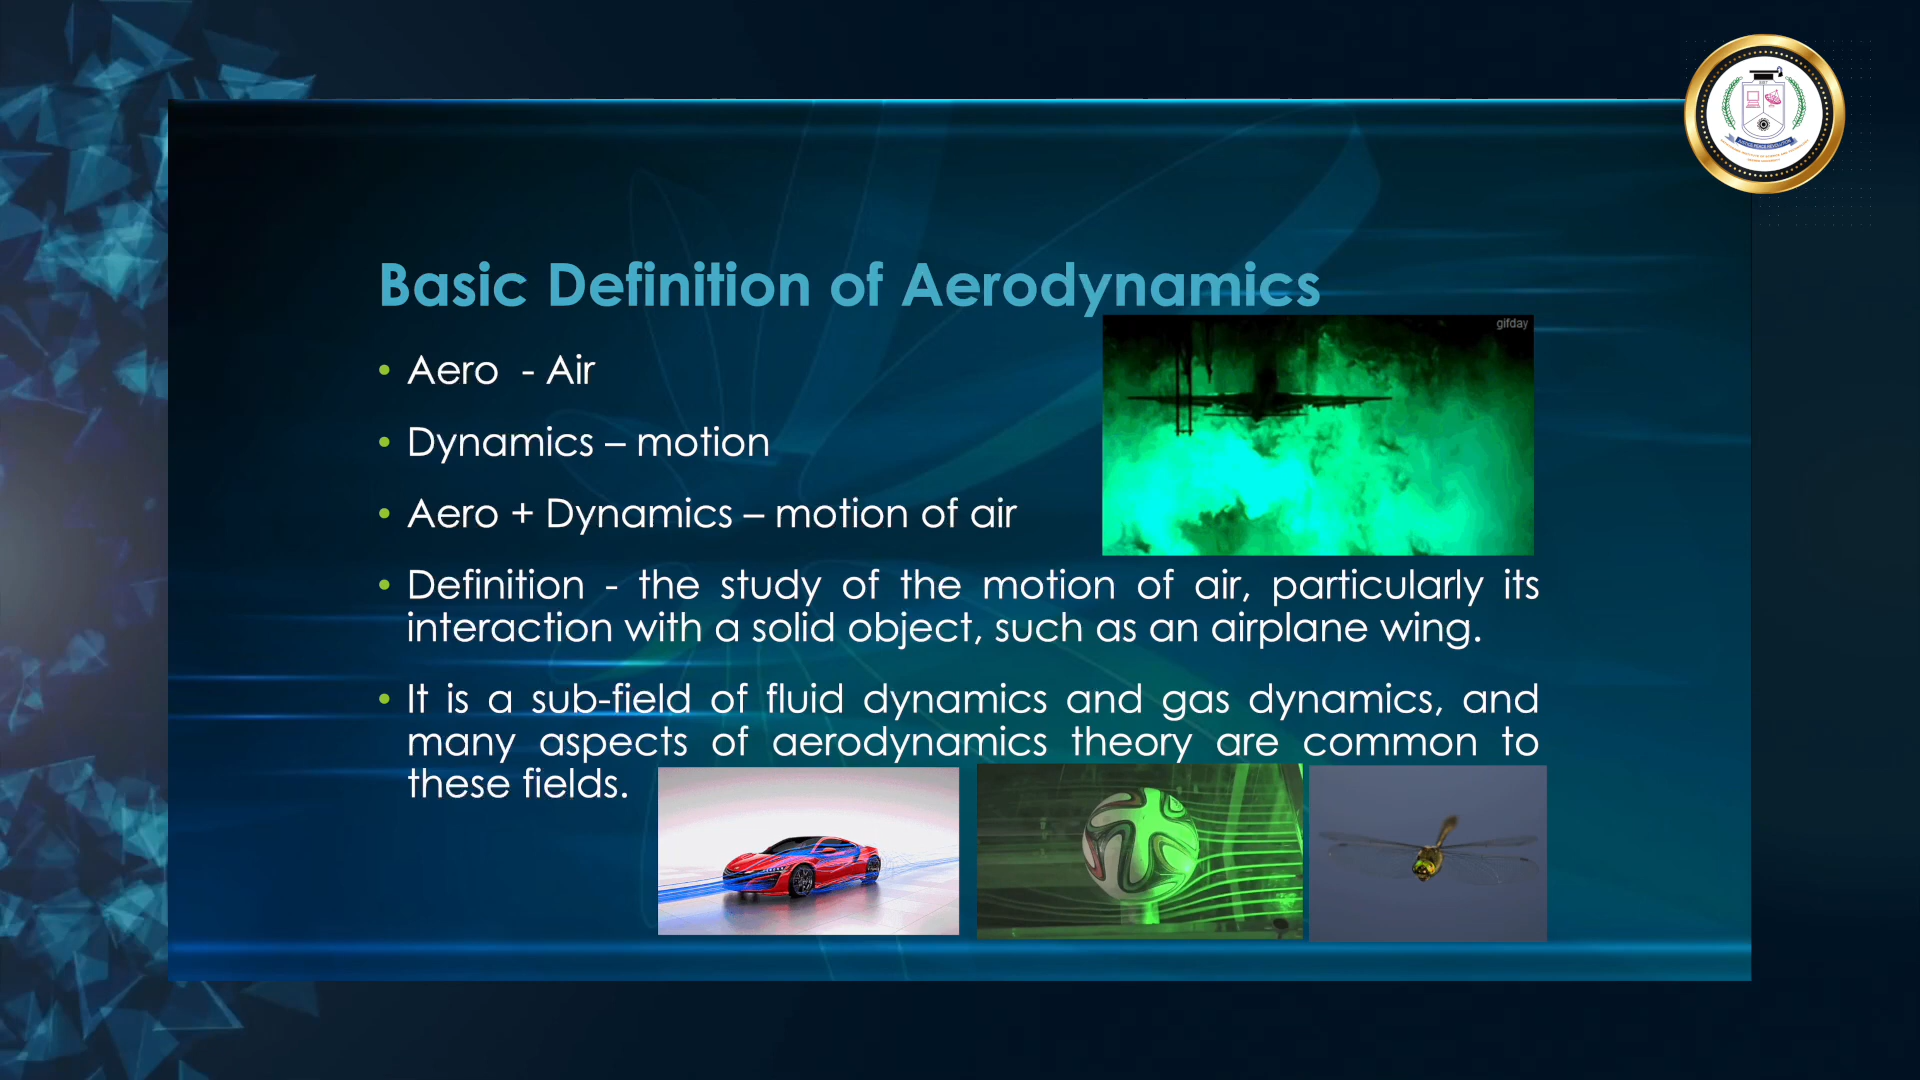 Basic Definition of Aerodynamics
gifday
• Aero - Air
• Dynamics – motion
• Aero + Dynamics – motion of air
• Definition - the study of the motion of air, particularly its
interaction with a solid object, such as an airplane wing.
• It is a sub-field of fluid dynamics and gas dynamics, and
many aspects of aerodynamics theory are common to
these fields.